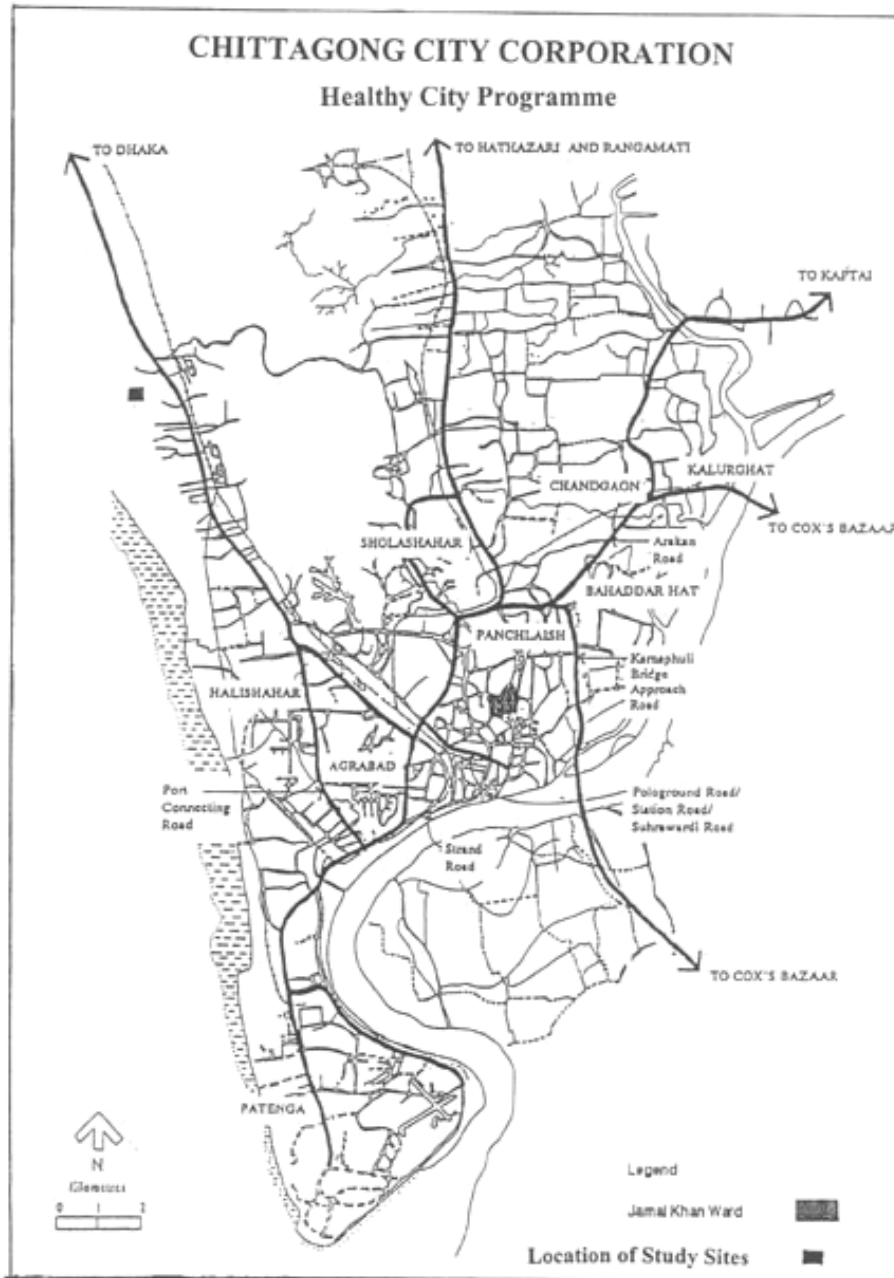 CHITTAGONG CITY CORPORATION
Healthy City Programme
TO DHAKA
TO HATHAZARI AND RANGAMATI
TO KAPTAI
CHANDGAON
KALURGHAT
TO COX'S BAZAAR
SHOLASHAHAR
Arakan
Road
BAHADDAR HAT
PANCHLAISH
Karnaphuli
Bridge
Approach
Road
HALISHAHAR
AGRABAD
Port
Connecting
Road
Pologround Road/
Station Road/
Suhrawardi Road
Strand
Road
TO COX'S BAZAAR
PATENGA
N
0 1 2
Legend
Jamal Khan Ward
Location of Study Sites